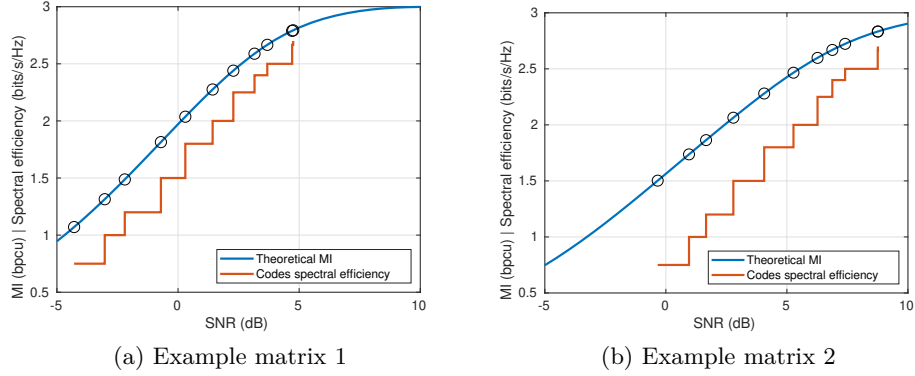 3
2.5
2
1.5
1
0.5
MI (bpcu) | Spectral efficiency (bits/s/Hz)
Theoretical MI
Codes spectral efficiency
-5 0 5 10
SNR (dB)
(a) Example matrix 1
3
2.5
2
1.5
1
0.5
MI (bpcu) | Spectral efficiency (bits/s/Hz)
Theoretical MI
Codes spectral efficiency
-5 0 5 10
SNR (dB)
(b) Example matrix 2